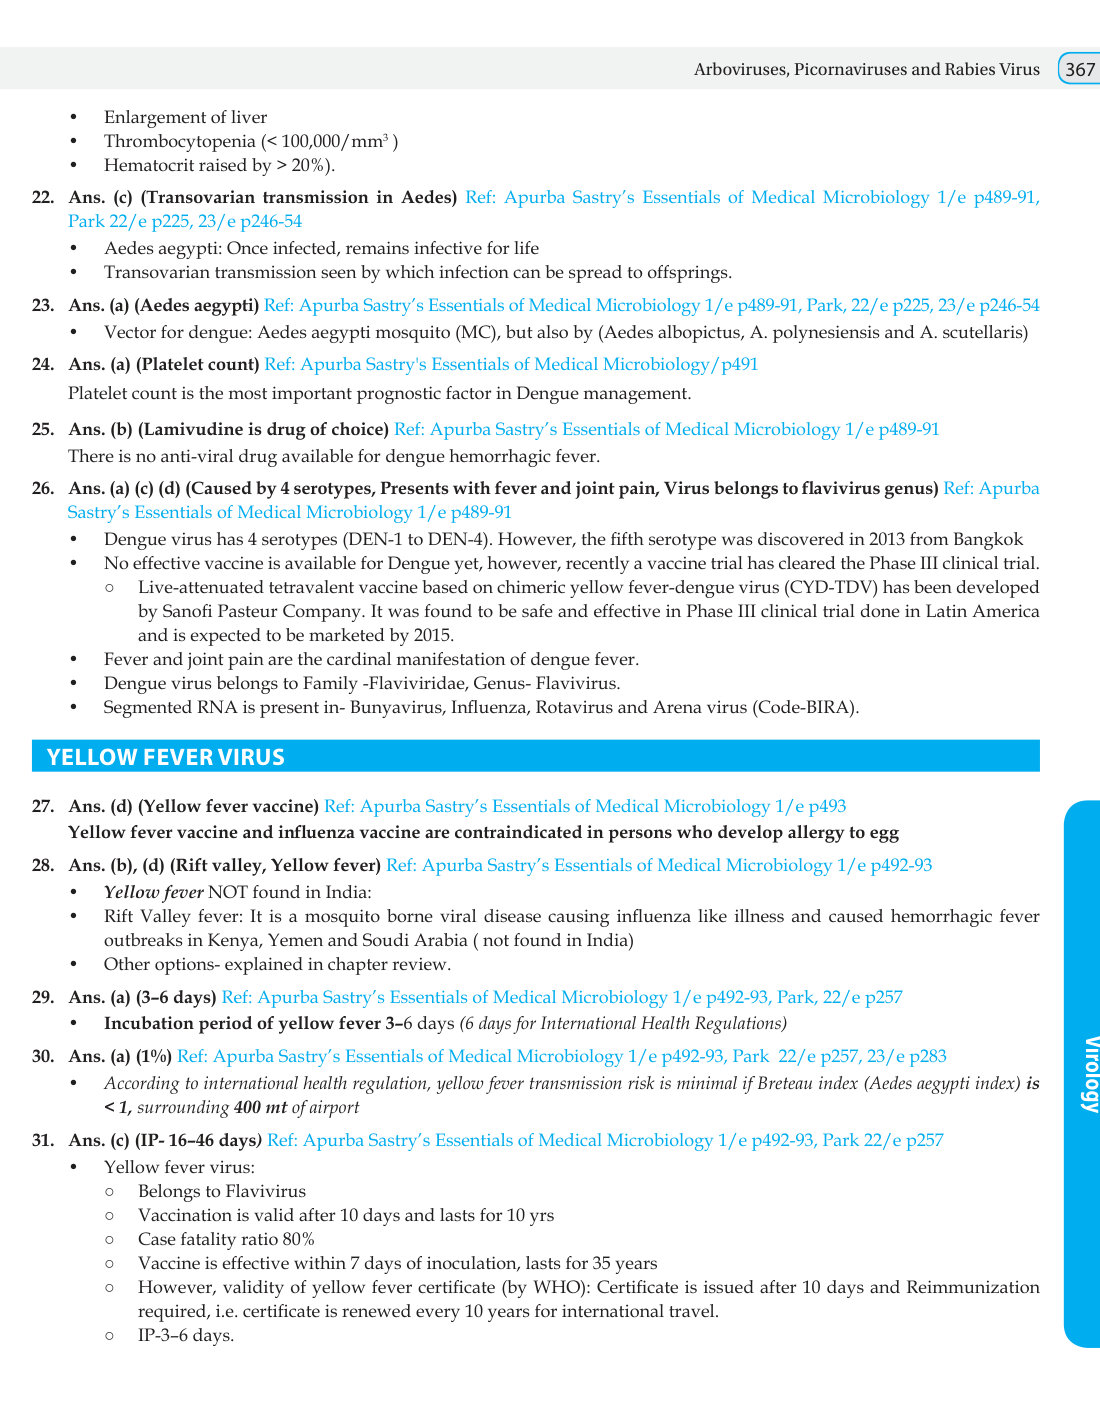 Arboviruses, Picornaviruses and Rabies Virus 367
• Enlargement of liver
• Thrombocytopenia (< 100,000/mm³ )
• Hematocrit raised by > 20%).
22. Ans. (c) (Transovarian transmission in Aedes) Ref: Apurba Sastry’s Essentials of Medical Microbiology 1/e p489-91,
Park 22/e p225, 23/e p246-54
• Aedes aegypti: Once infected, remains infective for life
• Transovarian transmission seen by which infection can be spread to offsprings.
23. Ans. (a) (Aedes aegypti) Ref: Apurba Sastry’s Essentials of Medical Microbiology 1/e p489-91, Park, 22/e p225, 23/e p246-54
• Vector for dengue: Aedes aegypti mosquito (MC), but also by (Aedes albopictus, A. polynesiensis and A. scutellaris)
24. Ans. (a) (Platelet count) Ref: Apurba Sastry's Essentials of Medical Microbiology/p491
Platelet count is the most important prognostic factor in Dengue management.
25. Ans. (b) (Lamivudine is drug of choice) Ref: Apurba Sastry’s Essentials of Medical Microbiology 1/e p489-91
There is no anti-viral drug available for dengue hemorrhagic fever.
26. Ans. (a) (c) (d) (Caused by 4 serotypes, Presents with fever and joint pain, Virus belongs to flavivirus genus) Ref: Apurba
Sastry’s Essentials of Medical Microbiology 1/e p489-91
• Dengue virus has 4 serotypes (DEN-1 to DEN-4). However, the fifth serotype was discovered in 2013 from Bangkok
• No effective vaccine is available for Dengue yet, however, recently a vaccine trial has cleared the Phase III clinical trial.
○ Live-attenuated tetravalent vaccine based on chimeric yellow fever-dengue virus (CYD-TDV) has been developed
by Sanofi Pasteur Company. It was found to be safe and effective in Phase III clinical trial done in Latin America
and is expected to be marketed by 2015.
• Fever and joint pain are the cardinal manifestation of dengue fever.
• Dengue virus belongs to Family -Flaviviridae, Genus- Flavivirus.
• Segmented RNA is present in- Bunyavirus, Influenza, Rotavirus and Arena virus (Code-BIRA).
YELLOW FEVER VIRUS
27. Ans. (d) (Yellow fever vaccine) Ref: Apurba Sastry’s Essentials of Medical Microbiology 1/e p493
Yellow fever vaccine and influenza vaccine are contraindicated in persons who develop allergy to egg
28. Ans. (b), (d) (Rift valley, Yellow fever) Ref: Apurba Sastry’s Essentials of Medical Microbiology 1/e p492-93
• Yellow fever NOT found in India:
• Rift Valley fever: It is a mosquito borne viral disease causing influenza like illness and caused hemorrhagic fever
outbreaks in Kenya, Yemen and Soudi Arabia ( not found in India)
• Other options- explained in chapter review.
29. Ans. (a) (3–6 days) Ref: Apurba Sastry’s Essentials of Medical Microbiology 1/e p492-93, Park, 22/e p257
• Incubation period of yellow fever 3–6 days (6 days for International Health Regulations)
30. Ans. (a) (1%) Ref: Apurba Sastry’s Essentials of Medical Microbiology 1/e p492-93, Park 22/e p257, 23/e p283
• According to international health regulation, yellow fever transmission risk is minimal if Breteau index (Aedes aegypti index) is
< 1, surrounding 400 mt of airport
31. Ans. (c) (IP- 16–46 days) Ref: Apurba Sastry’s Essentials of Medical Microbiology 1/e p492-93, Park 22/e p257
• Yellow fever virus:
○ Belongs to Flavivirus
○ Vaccination is valid after 10 days and lasts for 10 yrs
○ Case fatality ratio 80%
○ Vaccine is effective within 7 days of inoculation, lasts for 35 years
○ However, validity of yellow fever certificate (by WHO): Certificate is issued after 10 days and Reimmunization
required, i.e. certificate is renewed every 10 years for international travel.
○ IP-3–6 days.
Virology